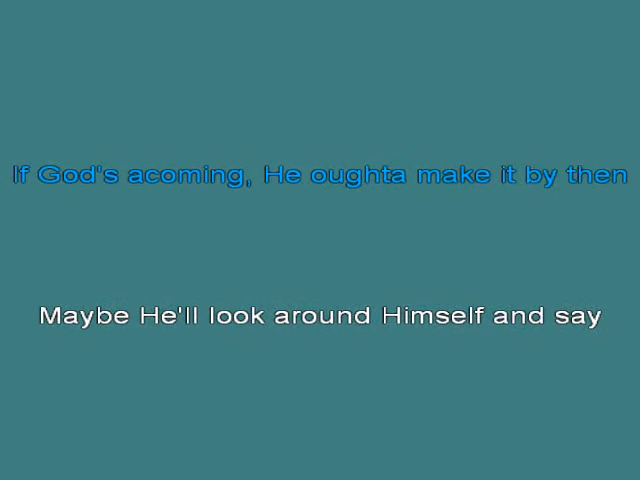 If God's acoming, He oughta make it by then
Maybe He'll look around Himself and say